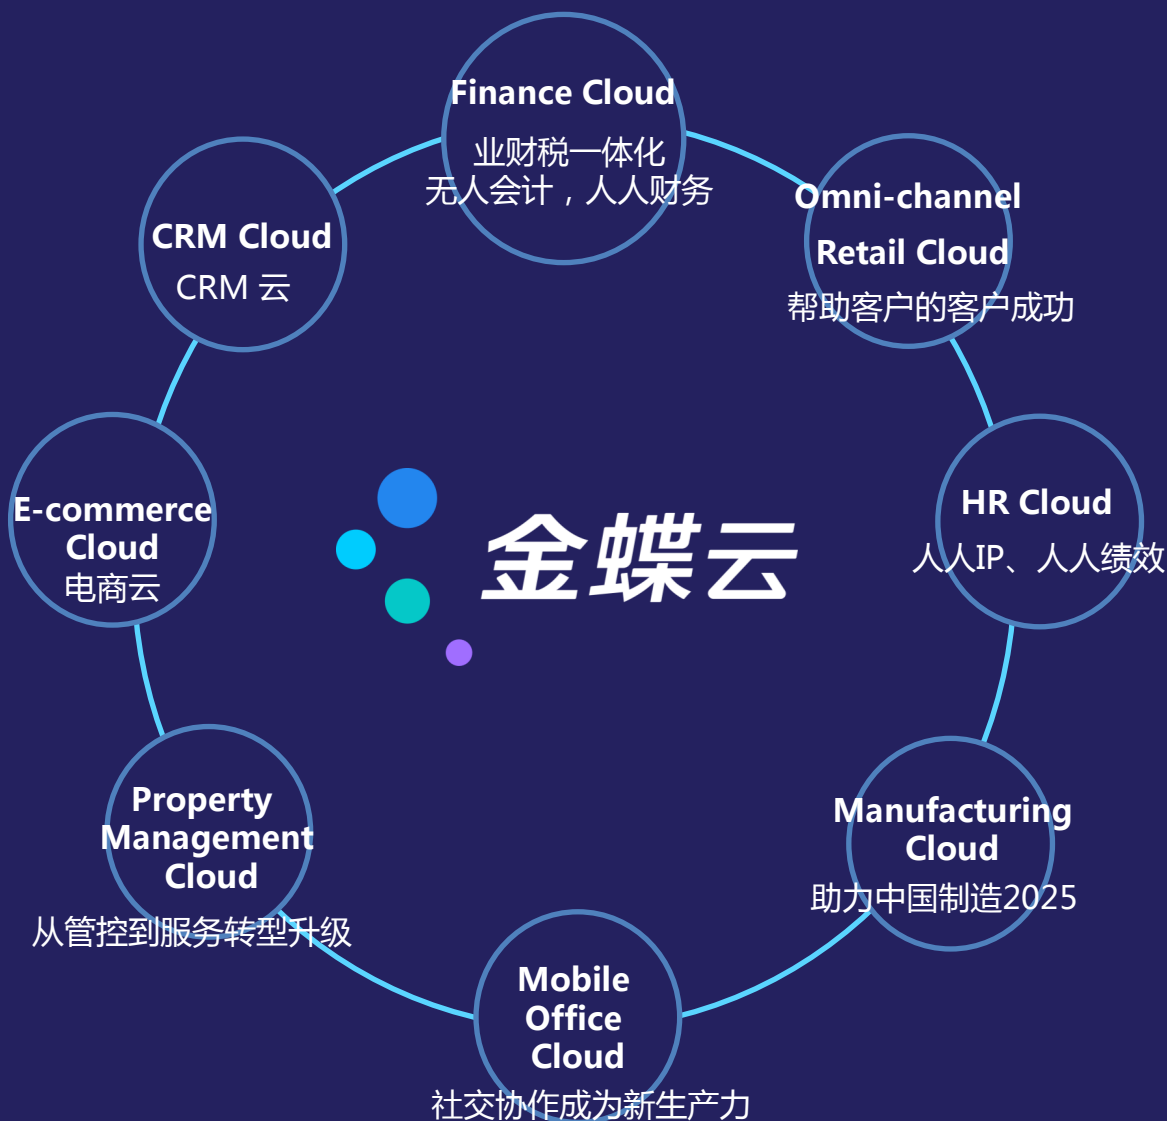 Finance Cloud
业财税一体化
无人会计，人人财务
Omni-channel
Retail Cloud
帮助客户的客户成功
CRM Cloud
CRM 云
HR Cloud
人人IP、人人绩效
E-commerce
Cloud
电商云
金蝶云
Property
Management
Cloud
从管控到服务转型升级
Manufacturing
Cloud
助力中国制造2025
Mobile
Office
Cloud
社交协作成为新生产力